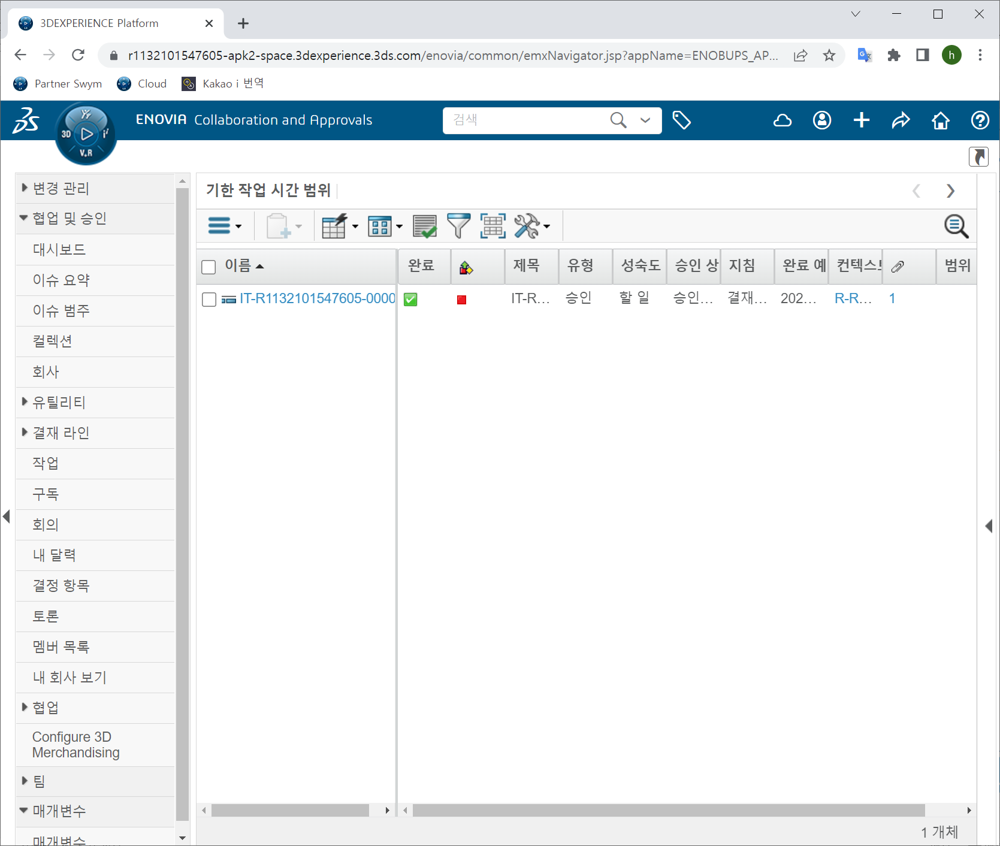 3DEXPERIENCE Platform
r1132101547605-apk2-space.3dexperience.3ds.com/enovia/common/emxNavigator.jsp?appName=ENOBUPS_AP...
h
Partner Swym
Cloud
Kakao i 번역
3D
V.R
ENOVIA Collaboration and Approvals
검색
변경 관리
협업 및 승인
대시보드
이슈 요약
이슈 범주
컬렉션
회사
유틸리티
결재 라인
작업
구독
회의
내 달력
결정 항목
토론
멤버 목록
내 회사 보기
협업
Configure 3D
Merchandising
팀
매개변수
매개변수
기한 작업 시간 범위
이름 완료 제목 유형 성숙도 승인 상 지침 완료 예 컨텍스트 범위
IT-R1132101547605-0000 IT-R... 승인 할 일 승인... 결재... 202... R-R... 1
1 개체